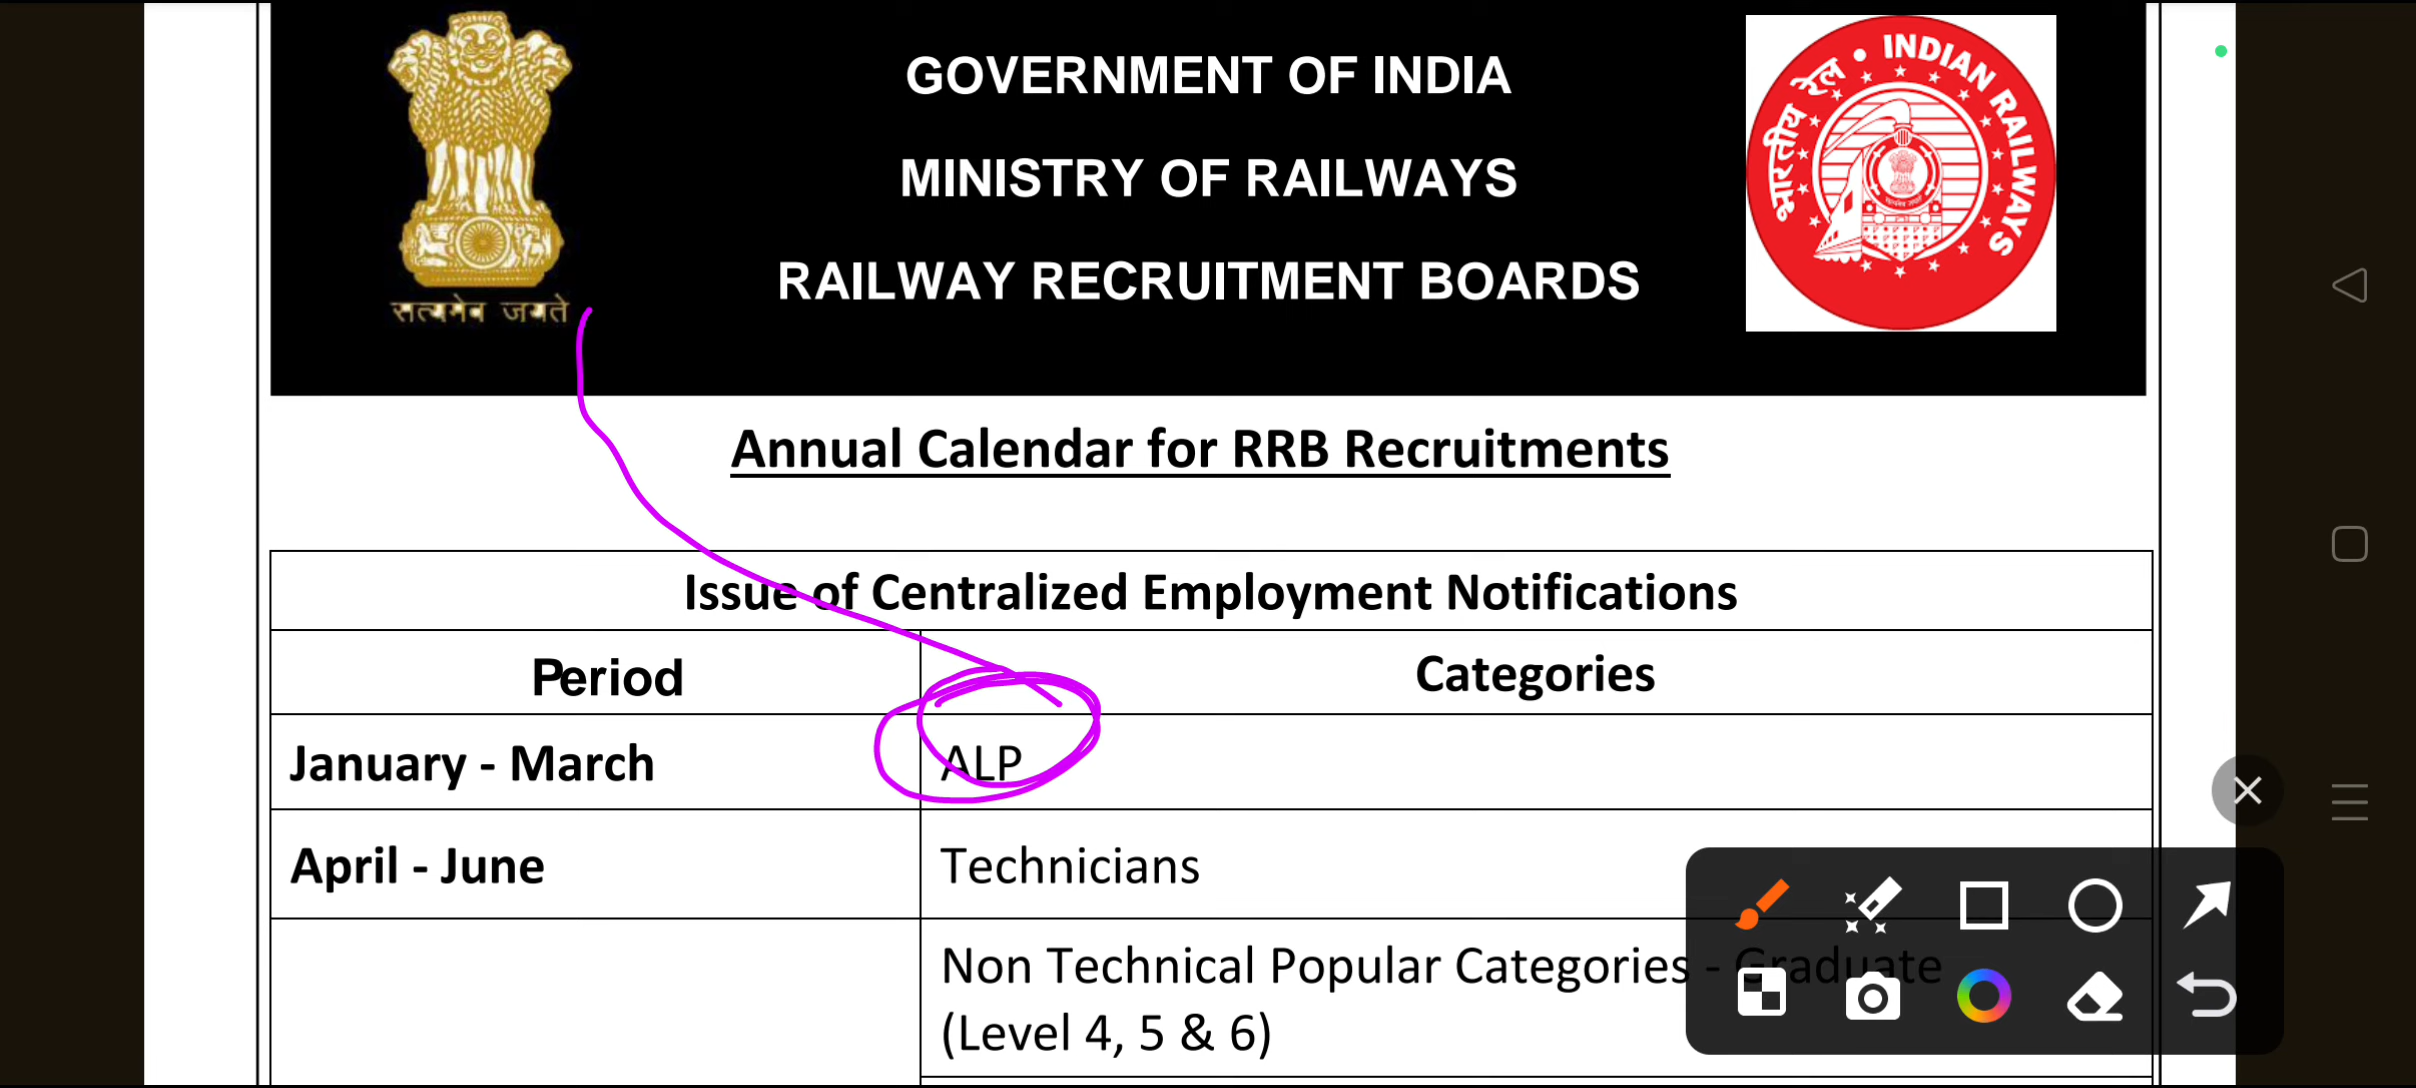 सत्यमेव जयते
GOVERNMENT OF INDIA
MINISTRY OF RAILWAYS
RAILWAY RECRUITMENT BOARDS
भारतीय रेल • INDIAN RAILWAYS
Annual Calendar for RRB Recruitments
Issue of Centralized Employment Notifications
Period Categories
January - March ALP
April - June Technicians
Non Technical Popular Categories - Graduate
(Level 4, 5 & 6)